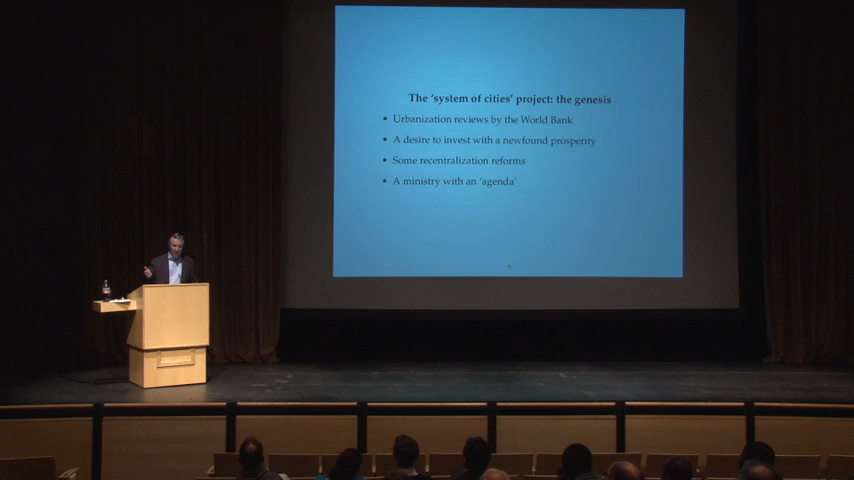 The ‘system of cities’ project: the genesis
• Urbanization reviews by the World Bank
• A desire to invest with a newfound prosperity
• Some recentralization reforms
• A ministry with an ‘agenda’
5